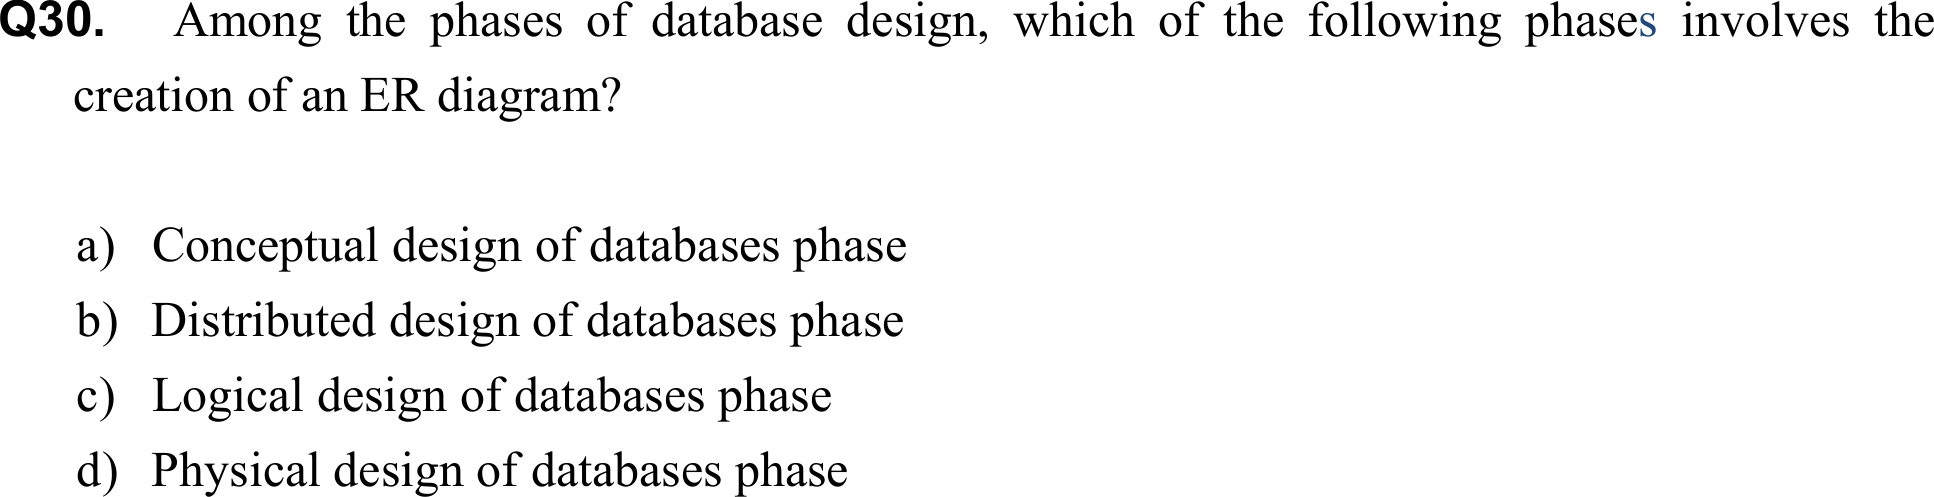 Q30. Among the phases of database design, which of the following phases involves the
creation of an ER diagram?
a) Conceptual design of databases phase
b) Distributed design of databases phase
c) Logical design of databases phase
d) Physical design of databases phase